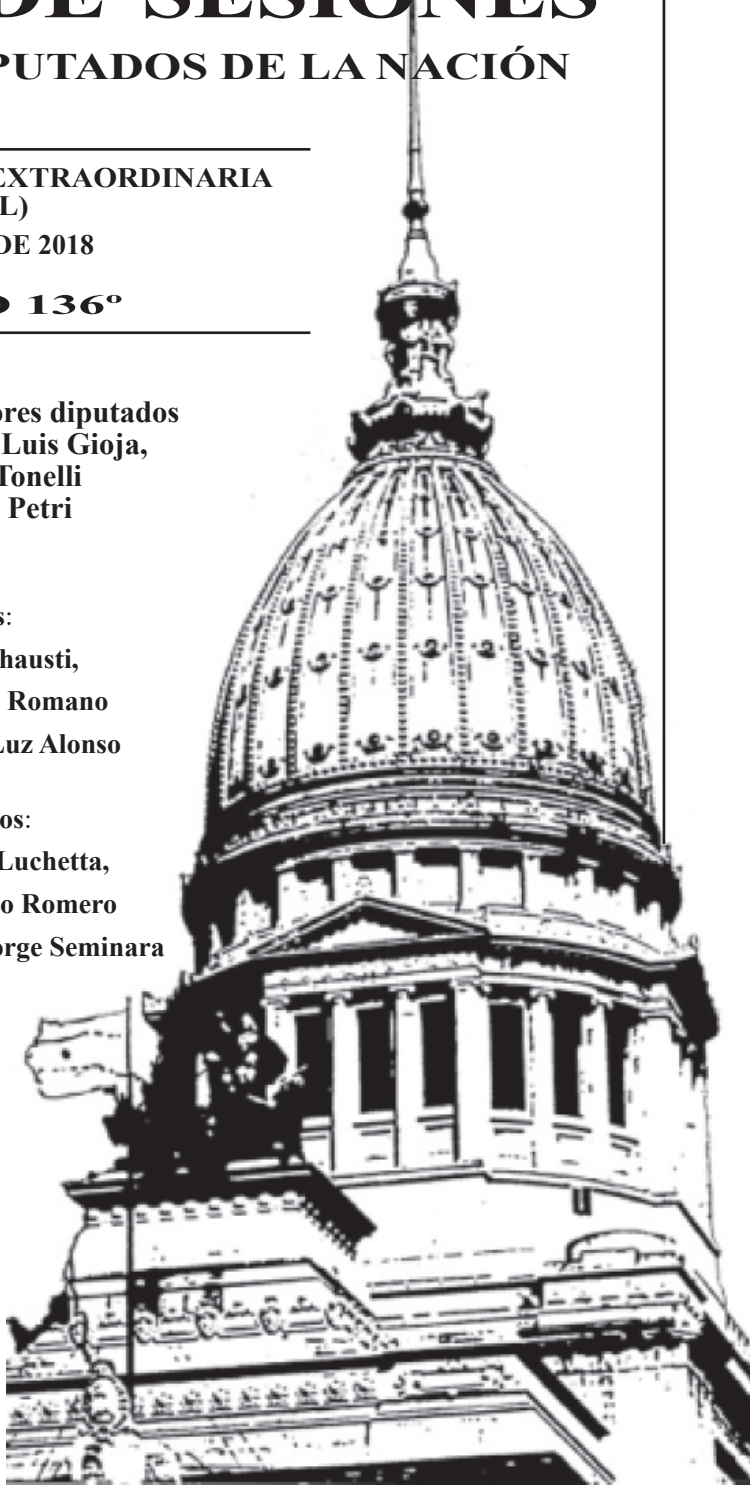 DE SESIONES
PUTADOS DE LA NACIÓN
EXTRAORDINARIA
L)
DE 2018
136º
ores diputados
Luis Gioja,
Tonelli
Petri
s:
hausti,
Romano
Luz Alonso
os:
Luchetta,
o Romero
orge Seminara